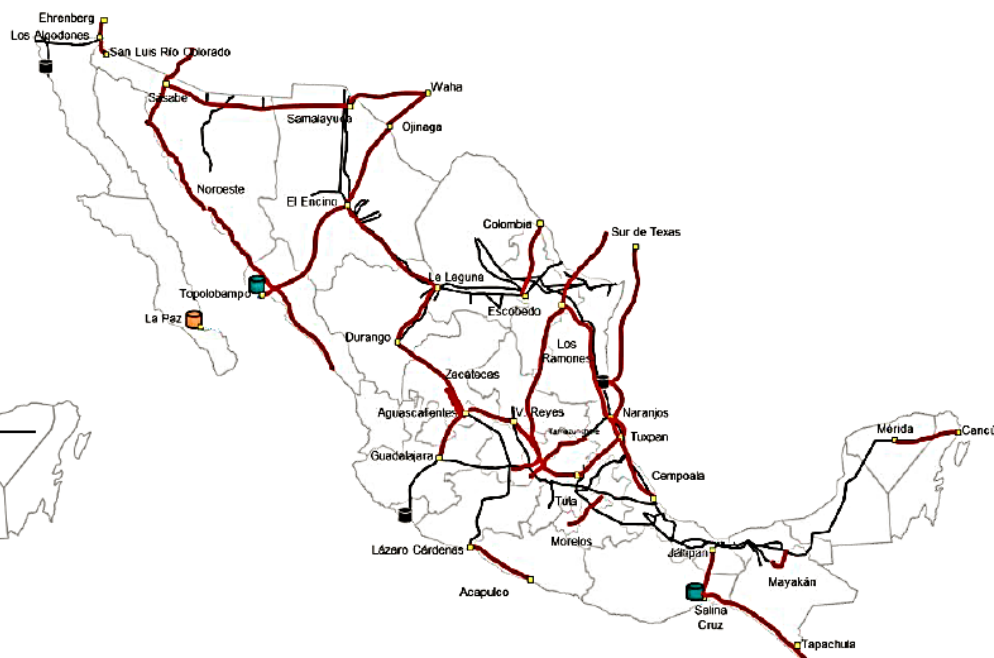 Ehrenberg
Los Algodones
San Luis Río Colorado
Sásabe
Waha
Samalayuca
Ojinaga
Noroeste
El Encino
Colombia
Sur de Texas
La Laguna
Topolobampo
Escobedo
La Paz
Durango
Los
Ramones
Zacatecas
Aguascalientes
V. Reyes
Naranjos
Tamazunchale
Tuxpan
Mérida
Cancú
Guadalajara
Cempoala
Tula
Morelos
Lázaro Cárdenas
Jáltipan
Mayakán
Acapulco
Salina
Cruz
Tapachula